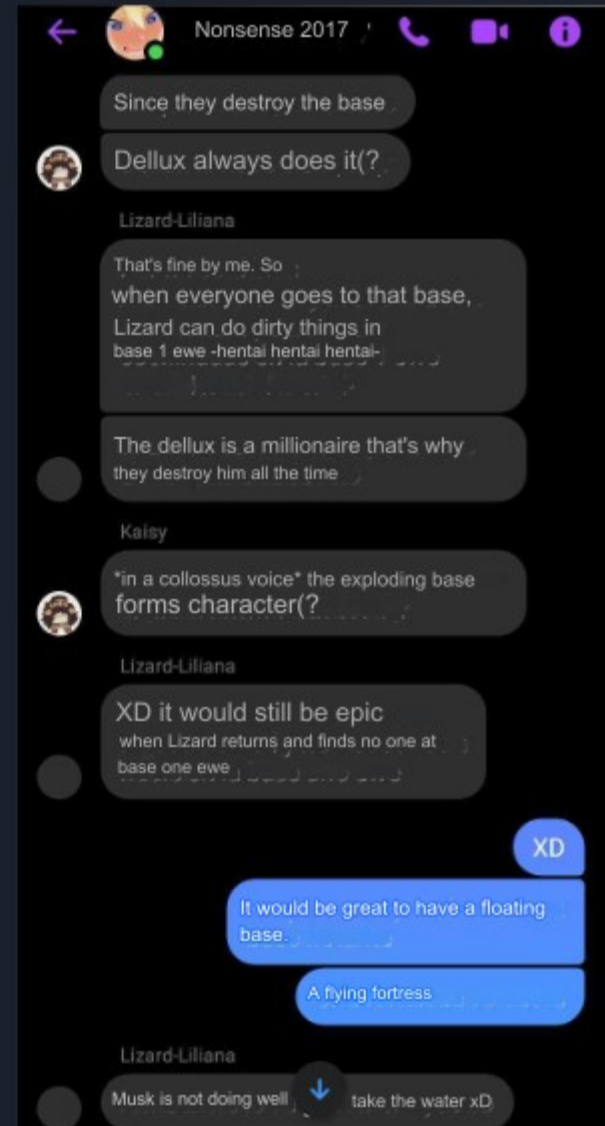 Nonsense 2017
Since they destroy the base
Dellux always does it(?
Lizard-Liliana
That's fine by me. So
when everyone goes to that base,
Lizard can do dirty things in
base 1 ewe -hentai hentai hentai-
The dellux is a millionaire that's why
they destroy him all the time
Kaisy
*in a collossus voice* the exploding base
forms character(?
Lizard-Liliana
XD it would still be epic
when Lizard returns and finds no one at
base one ewe
XD
It would be great to have a floating
base.
A flying fortress
Lizard-Liliana
Musk is not doing well take the water xD